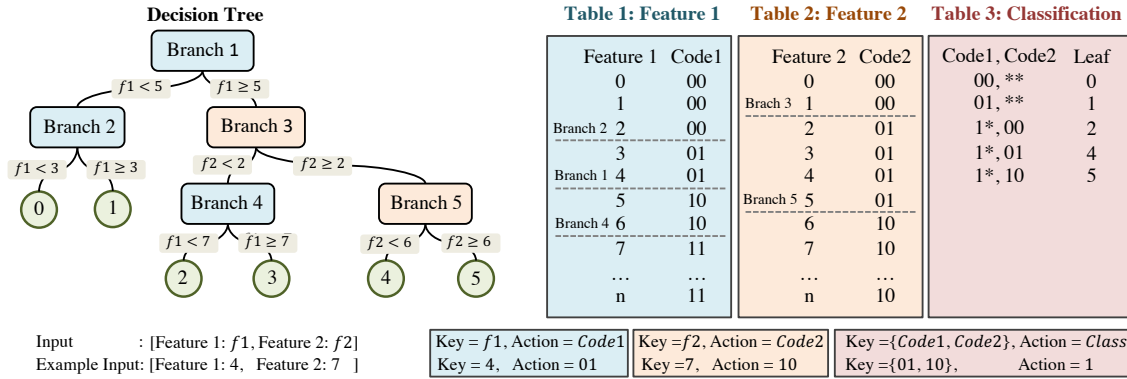 Decision Tree
Branch 1
f1 < 5
f1 ≥ 5
Branch 2
Branch 3
f1 < 3
f1 ≥ 3
f2 < 2
f2 ≥ 2
0
1
Branch 4
Branch 5
f1 < 7
f1 ≥ 7
f2 < 6
f2 ≥ 6
2
3
4
5
Table 1: Feature 1
Feature 1 Code1
0 00
1 00
Branch 2 2 00
3 01
Branch 1 4 01
5 10
Branch 4 6 10
7 11
... ...
n 11
Table 2: Feature 2
Feature 2 Code2
0 00
Brach 3 1 00
2 01
3 01
4 01
Branch 5 5 01
6 10
7 10
... ...
n 10
Table 3: Classification
Code1, Code2 Leaf
00, ** 0
01, ** 1
1*, 00 2
1*, 01 4
1*, 10 5
Input : [Feature 1: f1, Feature 2: f2]
Example Input: [Feature 1: 4, Feature 2: 7 ]
Key = f1, Action = Code1
Key = 4, Action = 01
Key =f2, Action = Code2
Key =7, Action = 10
Key ={Code1, Code2}, Action = Class
Key ={01, 10}, Action = 1